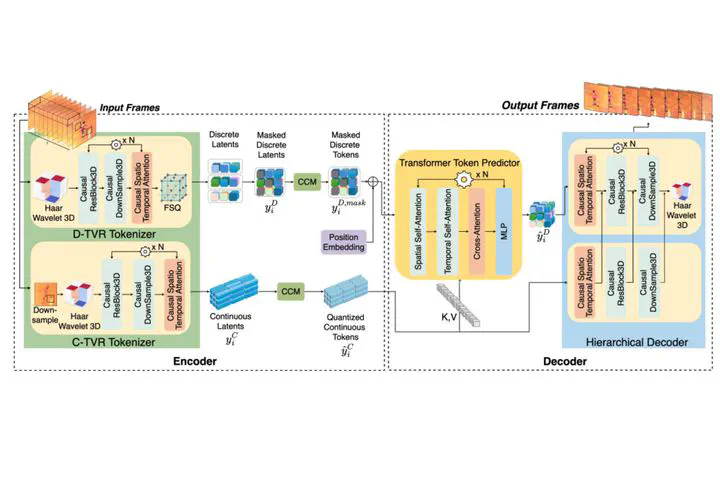 Input Frames
Output Frames
x N
Haar
Wavelet 3D
Causal
ResBlock3D
Causal
DownSample3D
Causal Spatio
Temporal Attention
FSQ
D-TVR Tokenizer
x N
Down-
sample
Haar
Wavelet 3D
Causal
ResBlock3D
Causal
DownSample3D
Causal Spatio
Temporal Attention
C-TVR Tokenizer
Encoder
Discrete
Latents
Masked
Discrete
Latents
y_i^D
CCM
Masked
Discrete
Tokens
y_i^{D,mask}
Position
Embedding
Continuous
Latents
y_i^C
CCM
Quantized
Continuous
Tokens
ŷ_i^C
Transformer Token Predictor
x N
Spatial Self-Attention
Temporal Self-Attention
Cross-Attention
MLP
K,V
ŷ_i^D
x N
Causal Spatio
Temporal Attention
Causal
ResBlock3D
Causal
DownSample3D
Haar
Wavelet
3D
Causal Spatio
Temporal Attention
Causal
ResBlock3D
Causal
DownSample3D
Hierarchical Decoder
Decoder